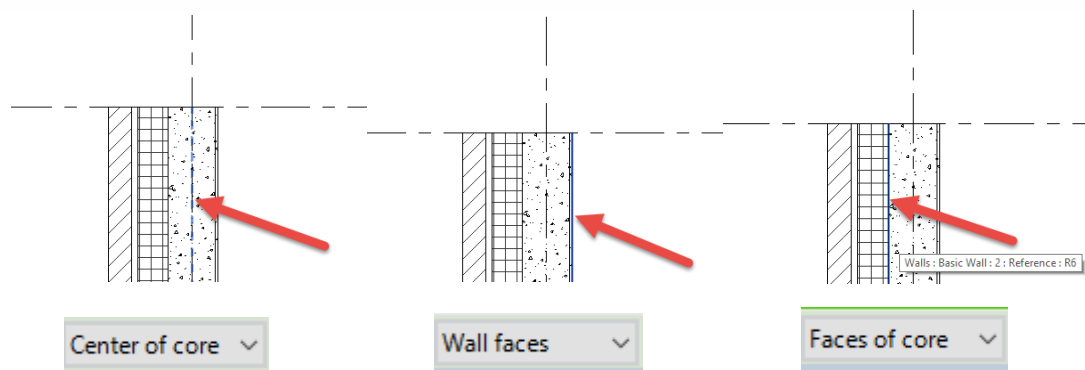 Walls : Basic Wall : 2 : Reference : R6
Center of core
Wall faces
Faces of core